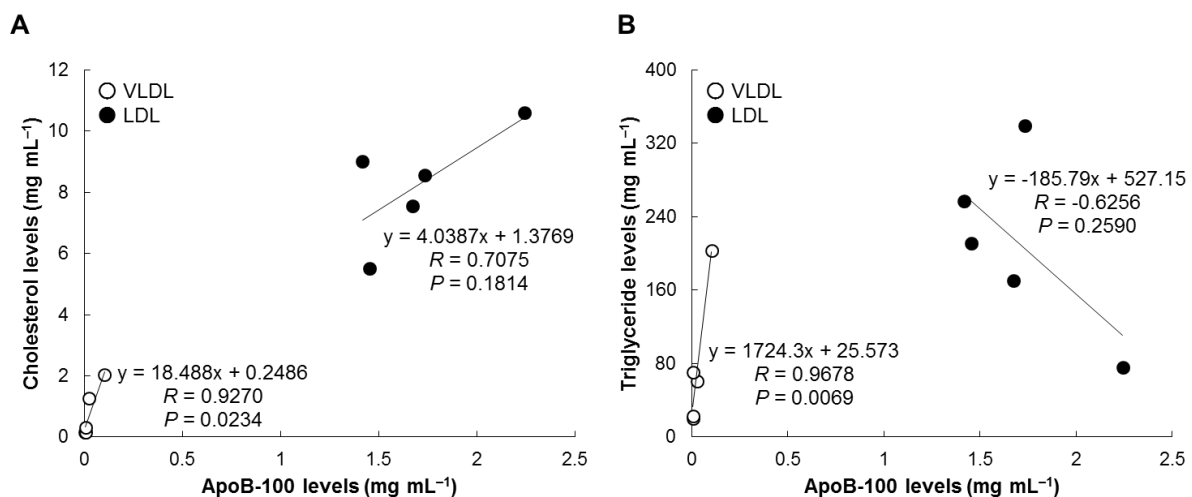 A
Cholesterol levels (mg mL⁻¹)
12
10
8
6
4
2
0
VLDL
LDL
y = 4.0387x + 1.3769
R = 0.7075
P = 0.1814
y = 18.488x + 0.2486
R = 0.9270
P = 0.0234
0
0.5
1
1.5
2
2.5
ApoB-100 levels (mg mL⁻¹)
B
Triglyceride levels (mg mL⁻¹)
400
320
240
160
80
0
VLDL
LDL
y = -185.79x + 527.15
R = -0.6256
P = 0.2590
y = 1724.3x + 25.573
R = 0.9678
P = 0.0069
0
0.5
1
1.5
2
2.5
ApoB-100 levels (mg mL⁻¹)